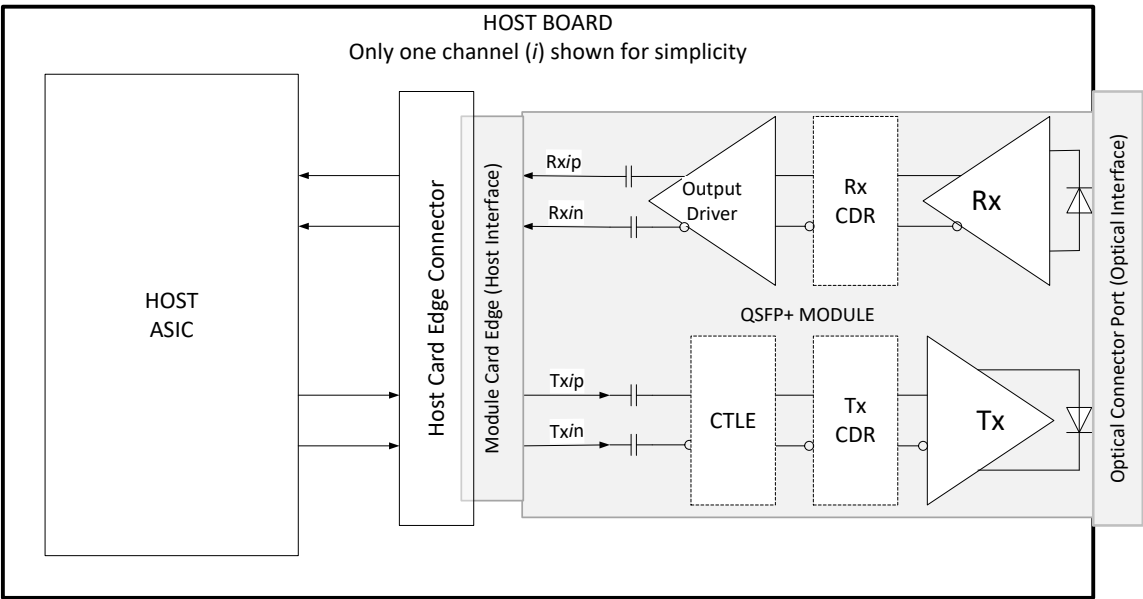 HOST BOARD
Only one channel (i) shown for simplicity
HOST
ASIC
Host Card Edge Connector
Module Card Edge (Host Interface)
Rxip
Rxin
Output
Driver
Rx
CDR
Rx
QSFP+ MODULE
Txip
Txin
CTLE
Tx
CDR
Tx
Optical Connector Port (Optical Interface)